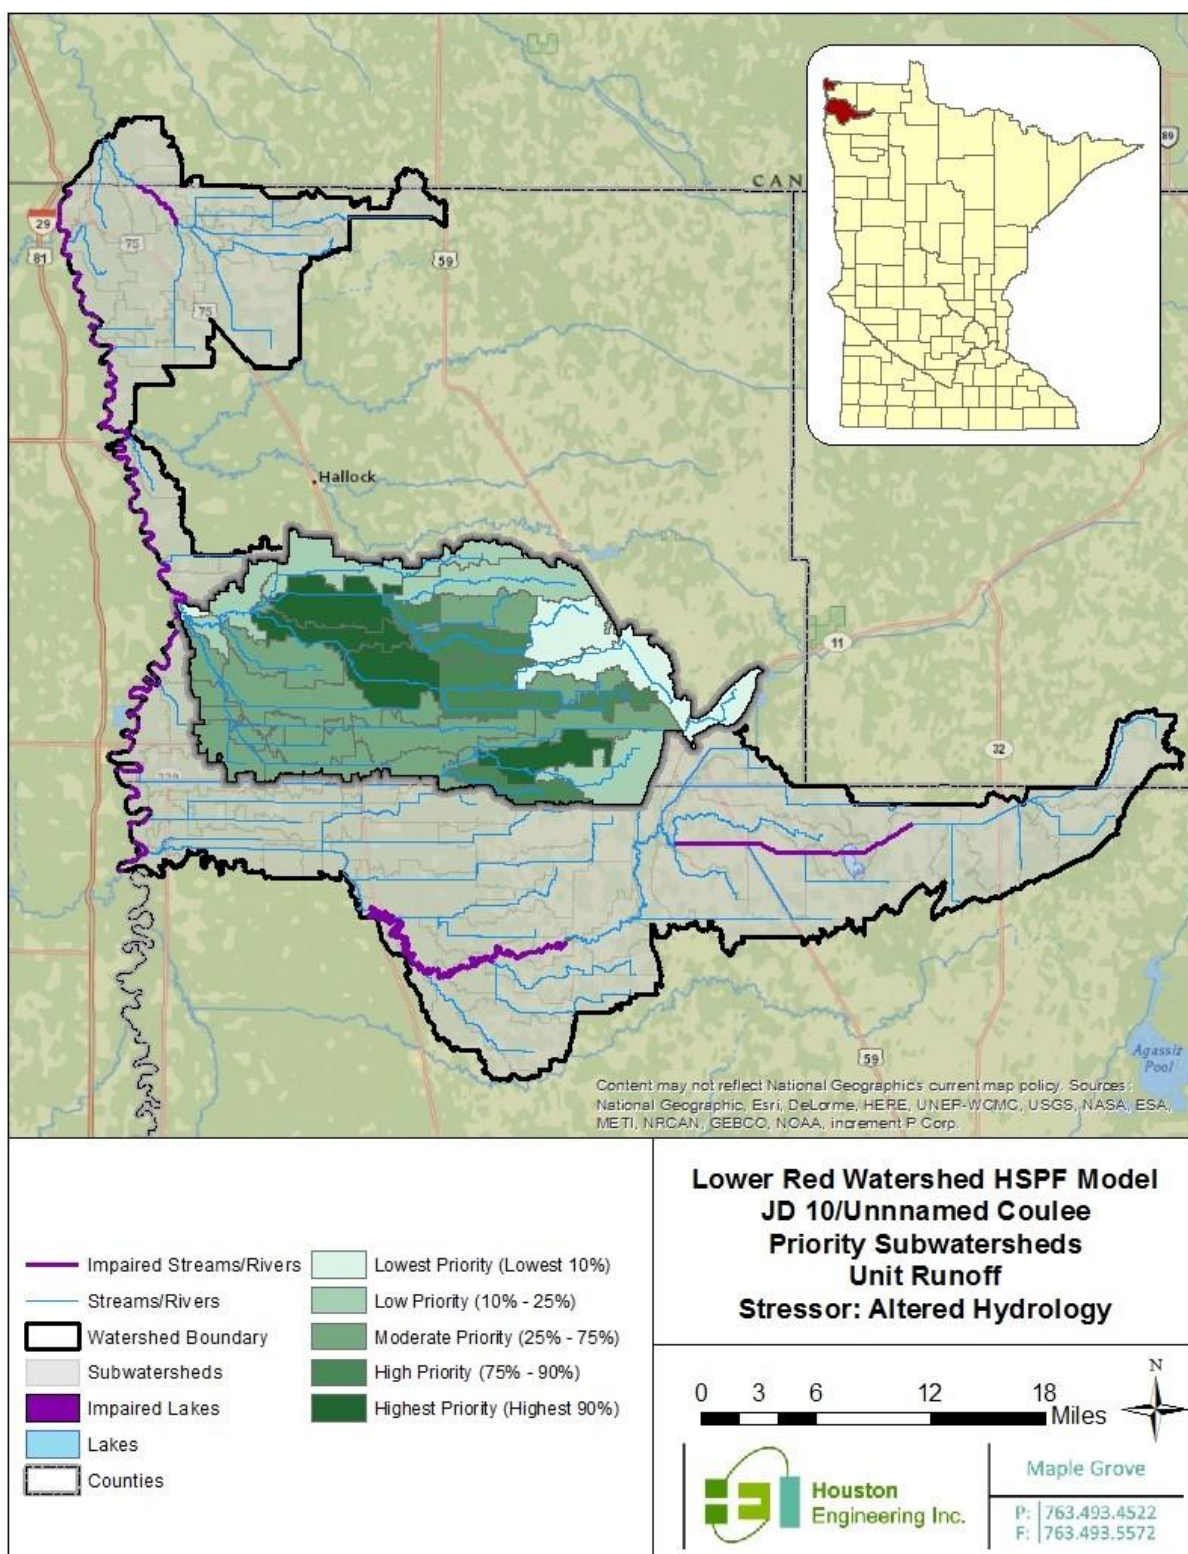 CAN
89
29
81
75
59
75
Hallock
11
32
59
Agassiz
Pool
Content may not reflect National Geographic's current map policy. Sources:
National Geographic, Esri, DeLorme, HERE, UNEP-WCMC, USGS, NASA, ESA,
METI, NRCAN, GEBCO, NOAA, increment P Corp.
Lower Red Watershed HSPF Model
JD 10/Unnnamed Coulee
Priority Subwatersheds
Unit Runoff
Stressor: Altered Hydrology
Impaired Streams/Rivers
Streams/Rivers
Watershed Boundary
Subwatersheds
Impaired Lakes
Lakes
Counties
Lowest Priority (Lowest 10%)
Low Priority (10% - 25%)
Moderate Priority (25% - 75%)
High Priority (75% - 90%)
Highest Priority (Highest 90%)
N
0 3 6 12 18
Miles
Houston
Engineering Inc.
Maple Grove
P: 763.493.4522
F: 763.493.5572